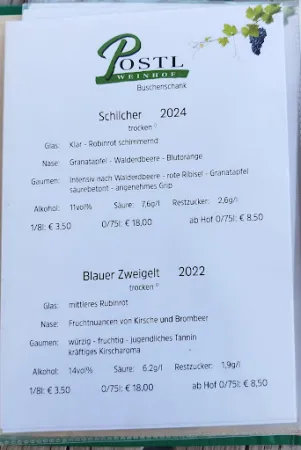 POSTL
WEINHOF
Buschenschank
Schilcher 2024
trocken
Glas: Klar - Robinrot schimmernd
Nase: Granatapfel - Walderdbeere - Blutorange
Gaumen: Intensiv nach Walderdbeere - rote Ribisel - Granatapfel
säurebetont - angenehmes Grip
Alkohol: 11vol% Säure: 7,6g/l Restzucker: 2,6g/l
1/8l: € 3,50 0/75l: € 18,00 ab Hof 0/75l: € 8,50
Blauer Zweigelt 2022
trocken
Glas: mittleres Rubinrot
Nase: Fruchtnuancen von Kirsche und Brombeer
Gaumen: würzig - fruchtig - jugendliches Tannin
kräftiges Kirscharoma
Alkohol: 14vol% Säure: 6,2g/l Restzucker: 1,9g/l
1/8l: € 3,50 0/75l: € 18,00 ab Hof 0/75l: € 8,50